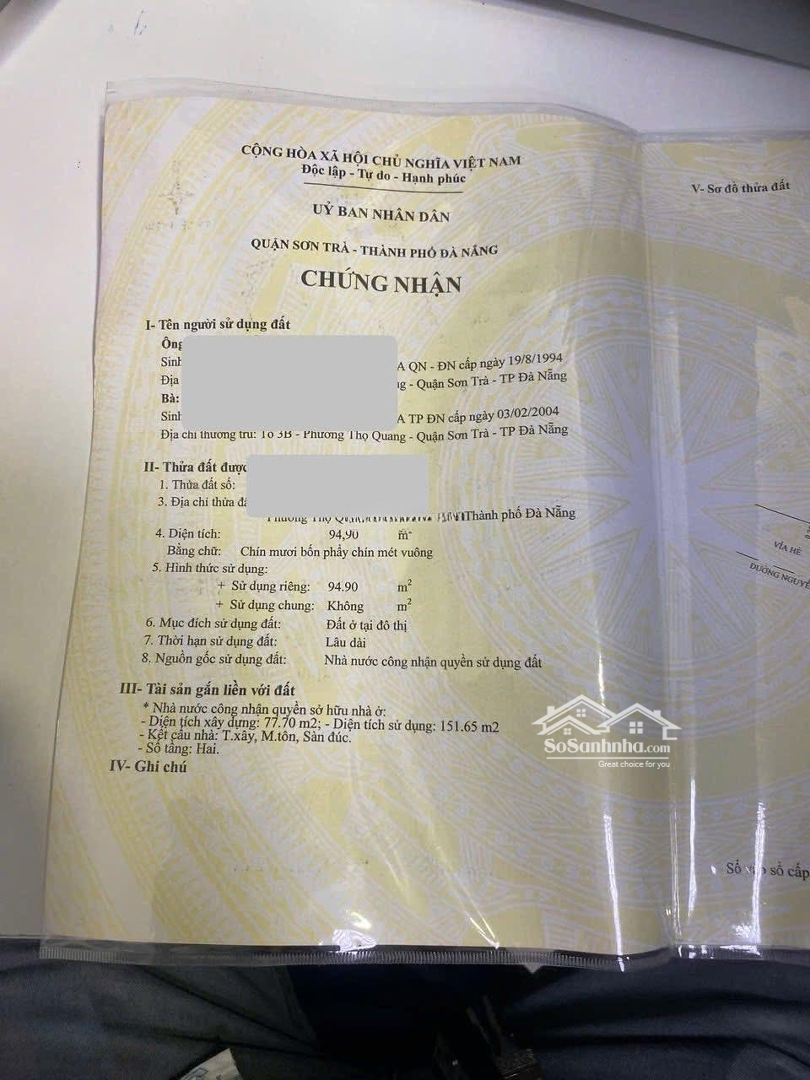 CỘNG HÒA XÃ HỘI CHỦ NGHĨA VIỆT NAM
Độc lập - Tự do - Hạnh phúc
UỶ BAN NHÂN DÂN
QUẬN SƠN TRÀ - THÀNH PHỐ ĐÀ NẴNG
CHỨNG NHẬN
I- Tên người sử dụng đất
Ông
Sinh A QN - ĐN cấp ngày 19/8/1994
Địa g - Quận Sơn Trà - TP Đà Nẵng
Bà:
Sinh A TP ĐN cấp ngày 03/02/2004
Địa chỉ thường trú: Tổ 3B - Phường Thọ Quang - Quận Sơn Trà - TP Đà Nẵng
II- Thửa đất được
1. Thửa đất số:
3. Địa chỉ thửa đ
Phường Thọ Thành phố Đà Nẵng
4. Diện tích: 94,90 m²
Bằng chữ: Chín mươi bốn phẩy chín mét vuông
5. Hình thức sử dụng:
+ Sử dụng riêng: 94.90 m²
+ Sử dụng chung: Không m²
6. Mục đích sử dụng đất: Đất ở tại đô thị
7. Thời hạn sử dụng đất: Lâu dài
8. Nguồn gốc sử dụng đất: Nhà nước công nhận quyền sử dụng đất
III- Tài sản gắn liền với đất
* Nhà nước công nhận quyền sở hữu nhà ở:
- Diện tích xây dựng: 77.70 m2; - Diện tích sử dụng: 151.65 m2
- Kết cấu nhà: T.xây, M.tôn, Sàn đúc.
- Số tầng: Hai.
IV- Ghi chú
V- Sơ đồ thửa đất
VỈA HÈ
ĐƯỜNG NGUYỄ
Số vào sổ cấp
SoSanhnha.com
Great choice for you